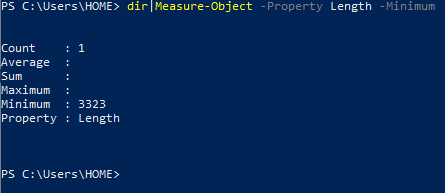 PS C:\Users\HOME> dir|Measure-Object -Property Length -Minimum
Count    : 1
Average  :
Sum      :
Maximum  :
Minimum  : 3323
Property : Length
PS C:\Users\HOME>